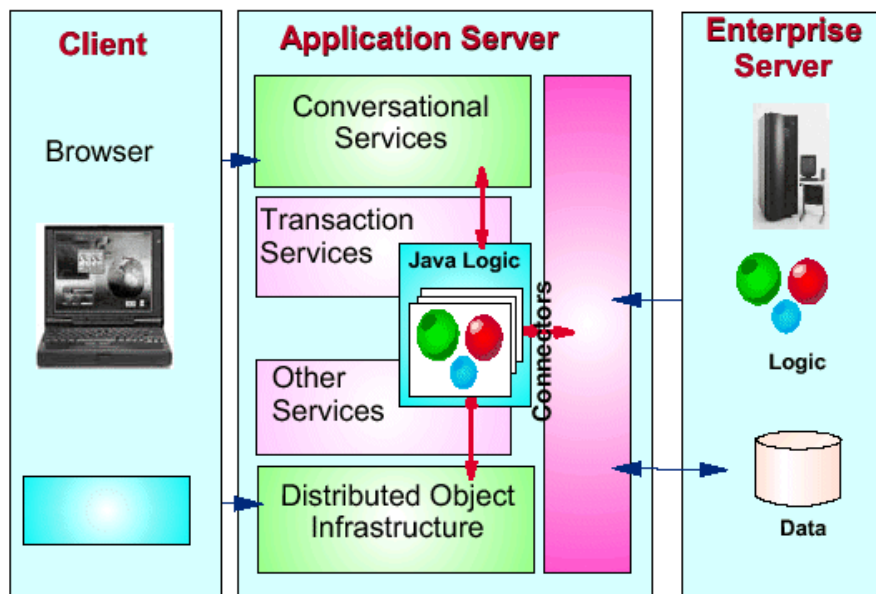 Client
Browser
Application Server
Conversational
Services
Transaction
Services
Java Logic
Connectors
Other
Services
Distributed Object
Infrastructure
Enterprise
Server
Logic
Data